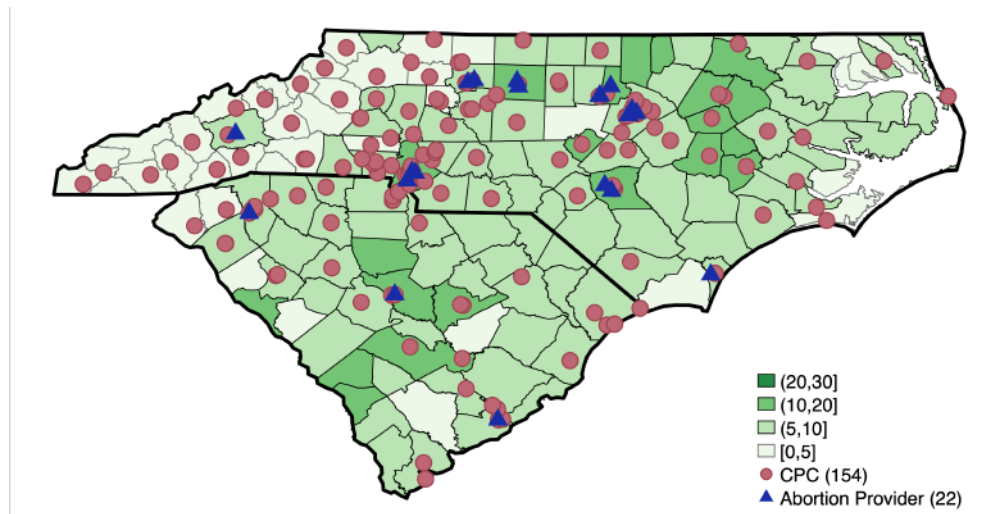 (20,30]
(10,20]
(5,10]
[0,5]
CPC (154)
Abortion Provider (22)